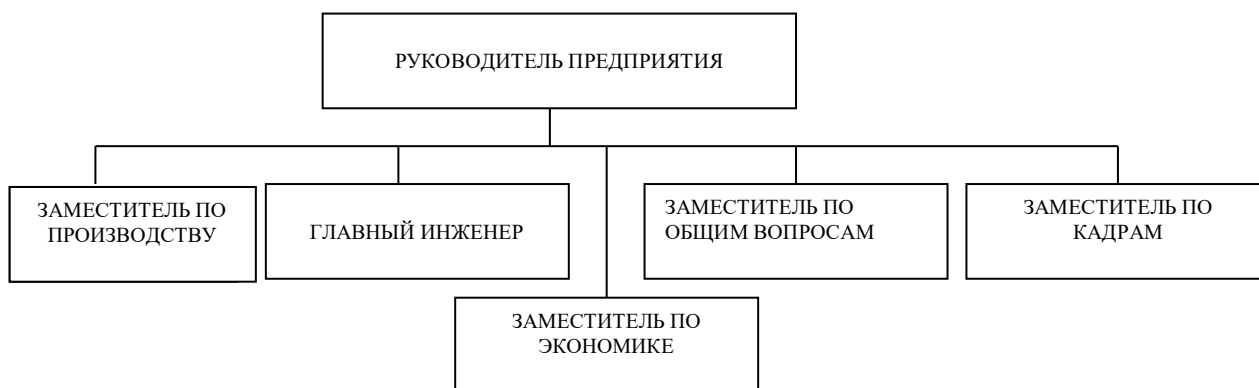 РУКОВОДИТЕЛЬ ПРЕДПРИЯТИЯ
ЗАМЕСТИТЕЛЬ ПО
ПРОИЗВОДСТВУ
ГЛАВНЫЙ ИНЖЕНЕР
ЗАМЕСТИТЕЛЬ ПО
ОБЩИМ ВОПРОСАМ
ЗАМЕСТИТЕЛЬ ПО
КАДРАМ
ЗАМЕСТИТЕЛЬ ПО
ЭКОНОМИКЕ